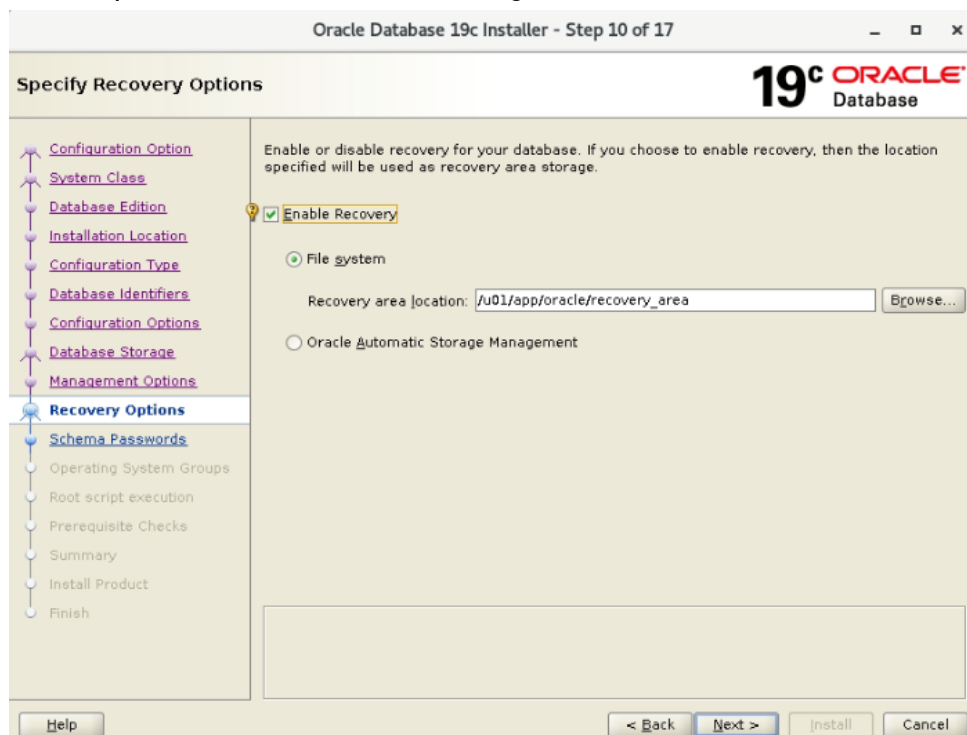 Oracle Database 19c Installer - Step 10 of 17
Specify Recovery Options
19c ORACLE
Database
Configuration Option
System Class
Database Edition
Installation Location
Configuration Type
Database Identifiers
Configuration Options
Database Storage
Management Options
Recovery Options
Schema Passwords
Operating System Groups
Root script execution
Prerequisite Checks
Summary
Install Product
Finish
Enable or disable recovery for your database. If you choose to enable recovery, then the location
specified will be used as recovery area storage.
Enable Recovery
File system
Recovery area location: /u01/app/oracle/recovery_area Browse...
Oracle Automatic Storage Management
Help < Back Next > Install Cancel